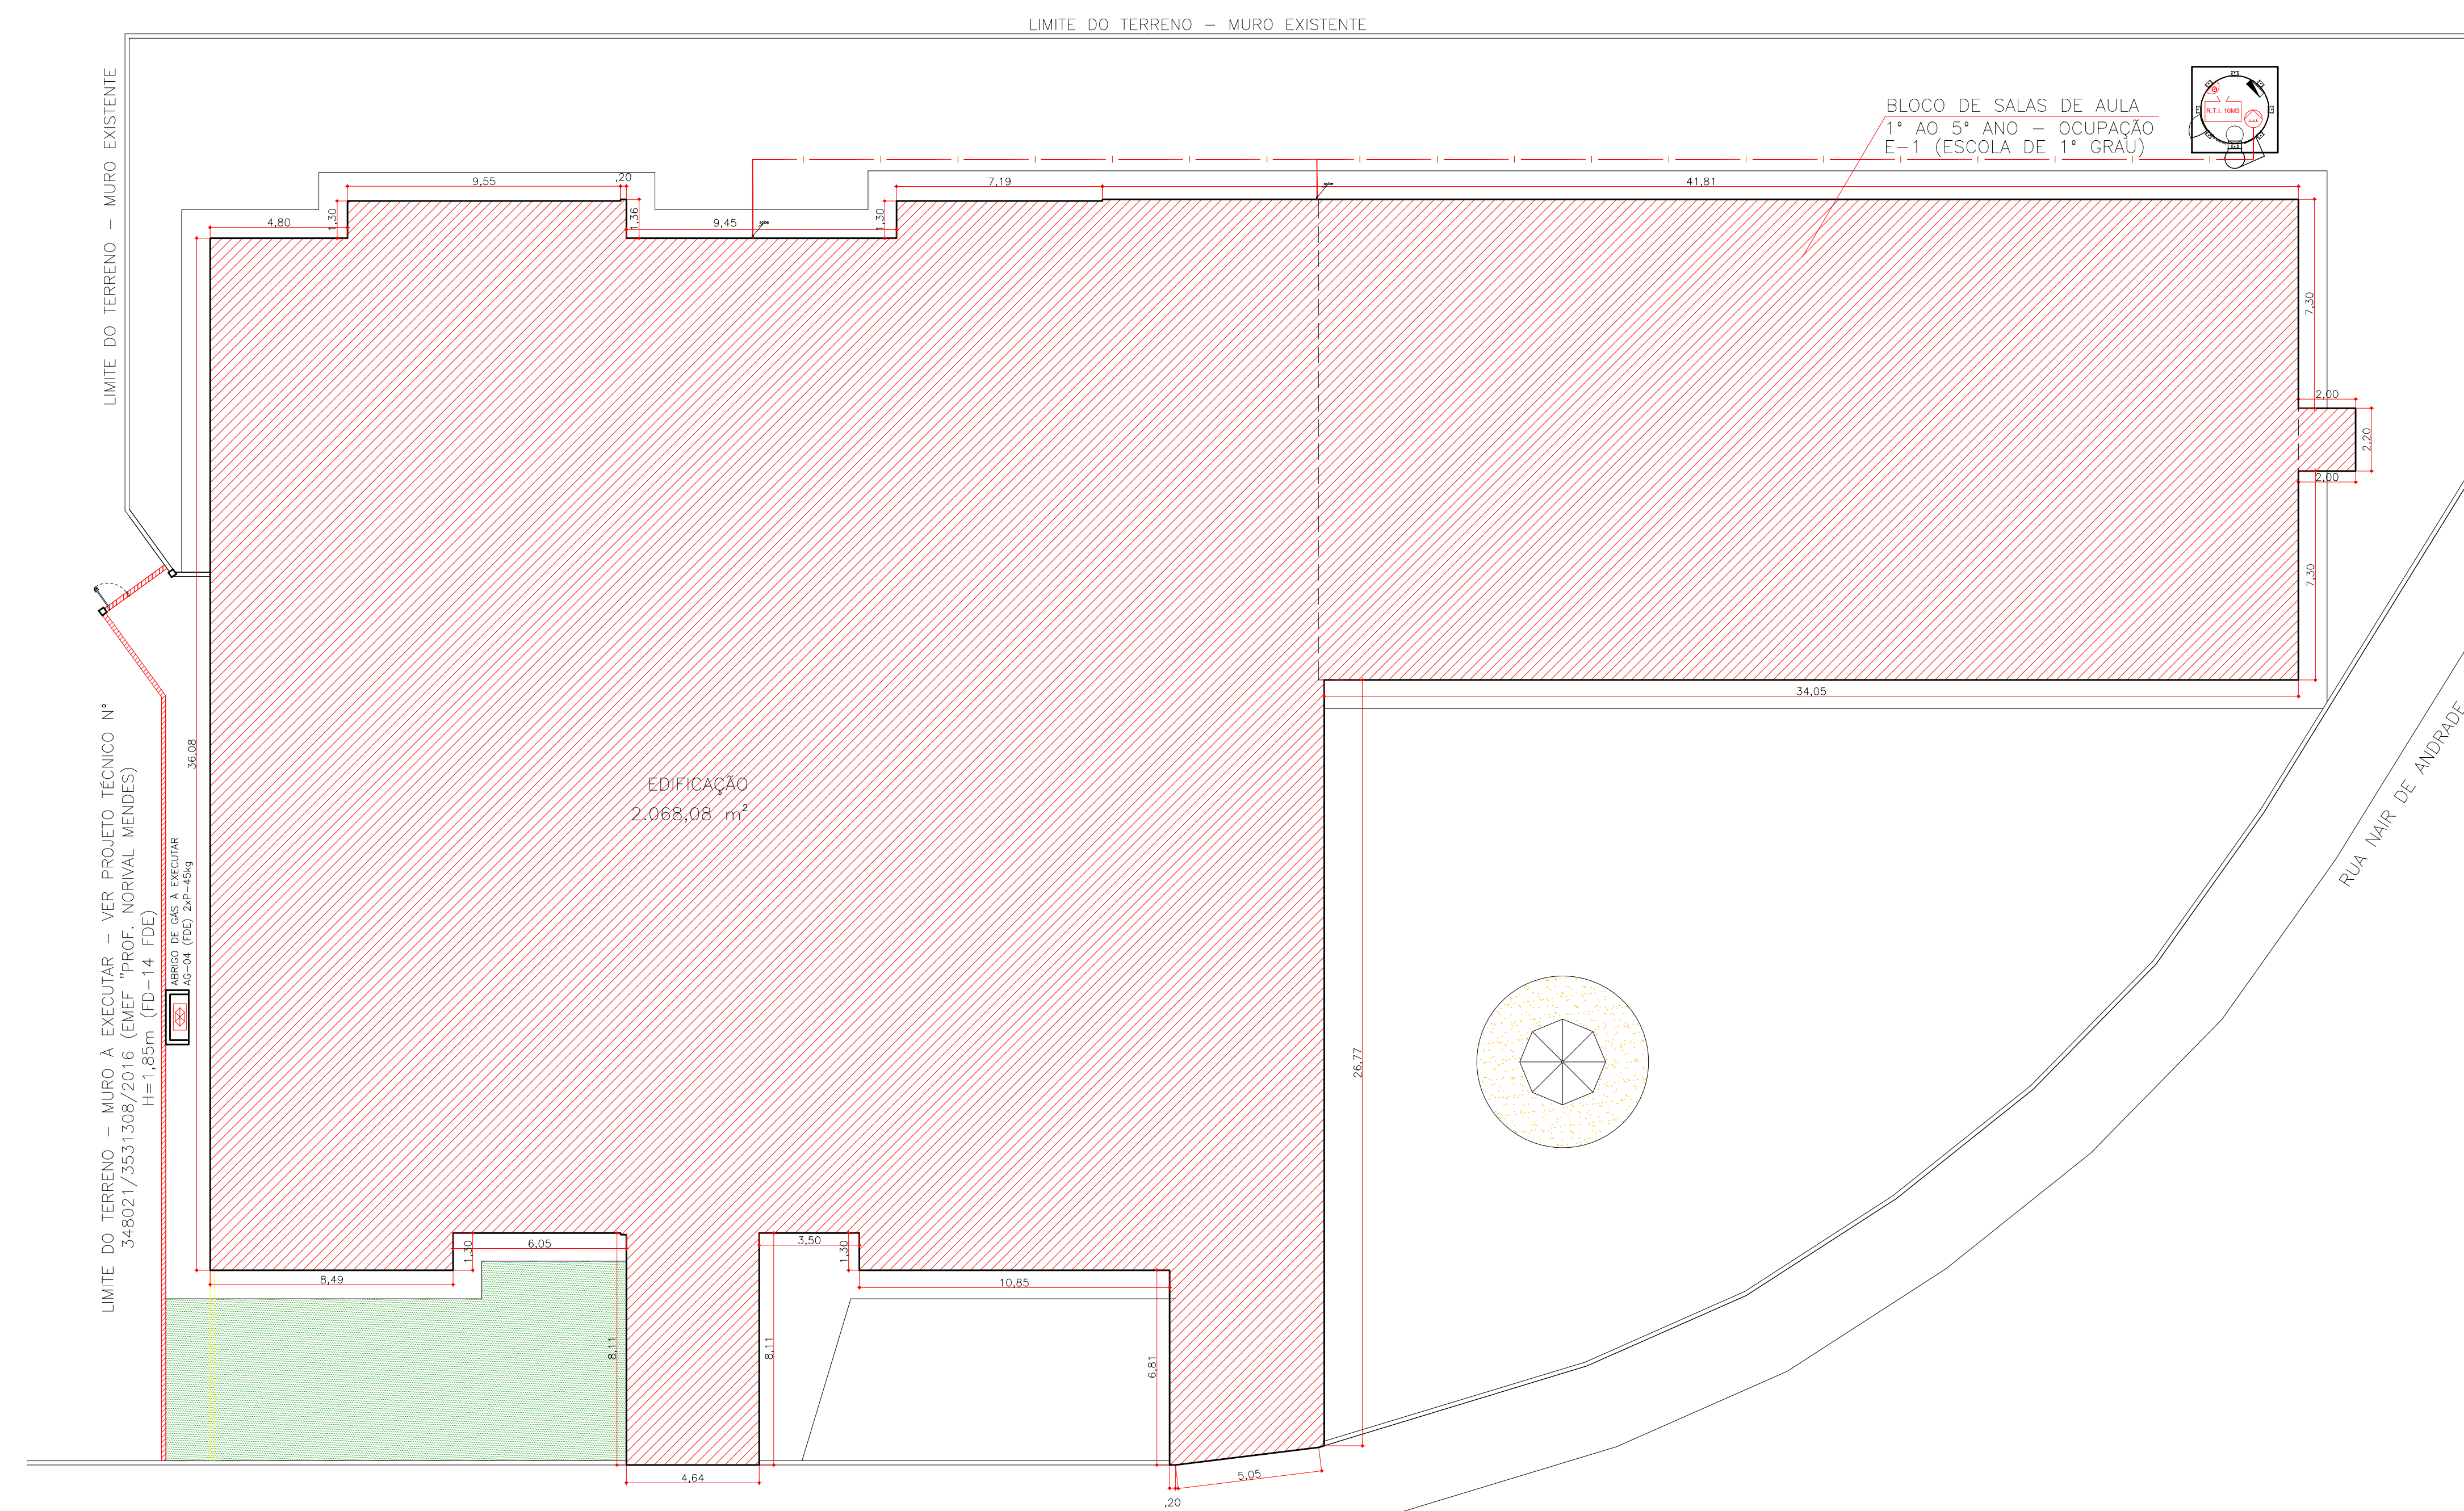 LIMITE DO TERRENO - MURO EXISTENTE
LIMITE DO TERRENO - MURO EXISTENTE
BLOCO DE SALAS DE AULA
1º AO 5º ANO - OCUPAÇÃO
E-1 (ESCOLA DE 1º GRAU)
R.T.I. 10M3
9,55
,20
7,19
41,81
4,80
1,30
1,36
9,45
sobe
1,30
sobe
7,30
2,00
2,20
2,00
7,30
34,05
36,08
EDIFICAÇÃO
2.068,08 m²
RUA NAIR DE ANDRADE
LIMITE DO TERRENO - MURO À EXECUTAR - VER PROJETO TÉCNICO Nº
348021/3531308/2016 (EMEF "PROF. NORIVAL MENDES)
H=1,85m (FD-14 FDE)
ABRIGO DE GÁS À EXECUTAR
AG-04 (FDE) 2xP-45kg
26,77
8,49
1,30
6,05
3,50
1,30
10,85
8,11
8,11
6,81
4,64
5,05
,20